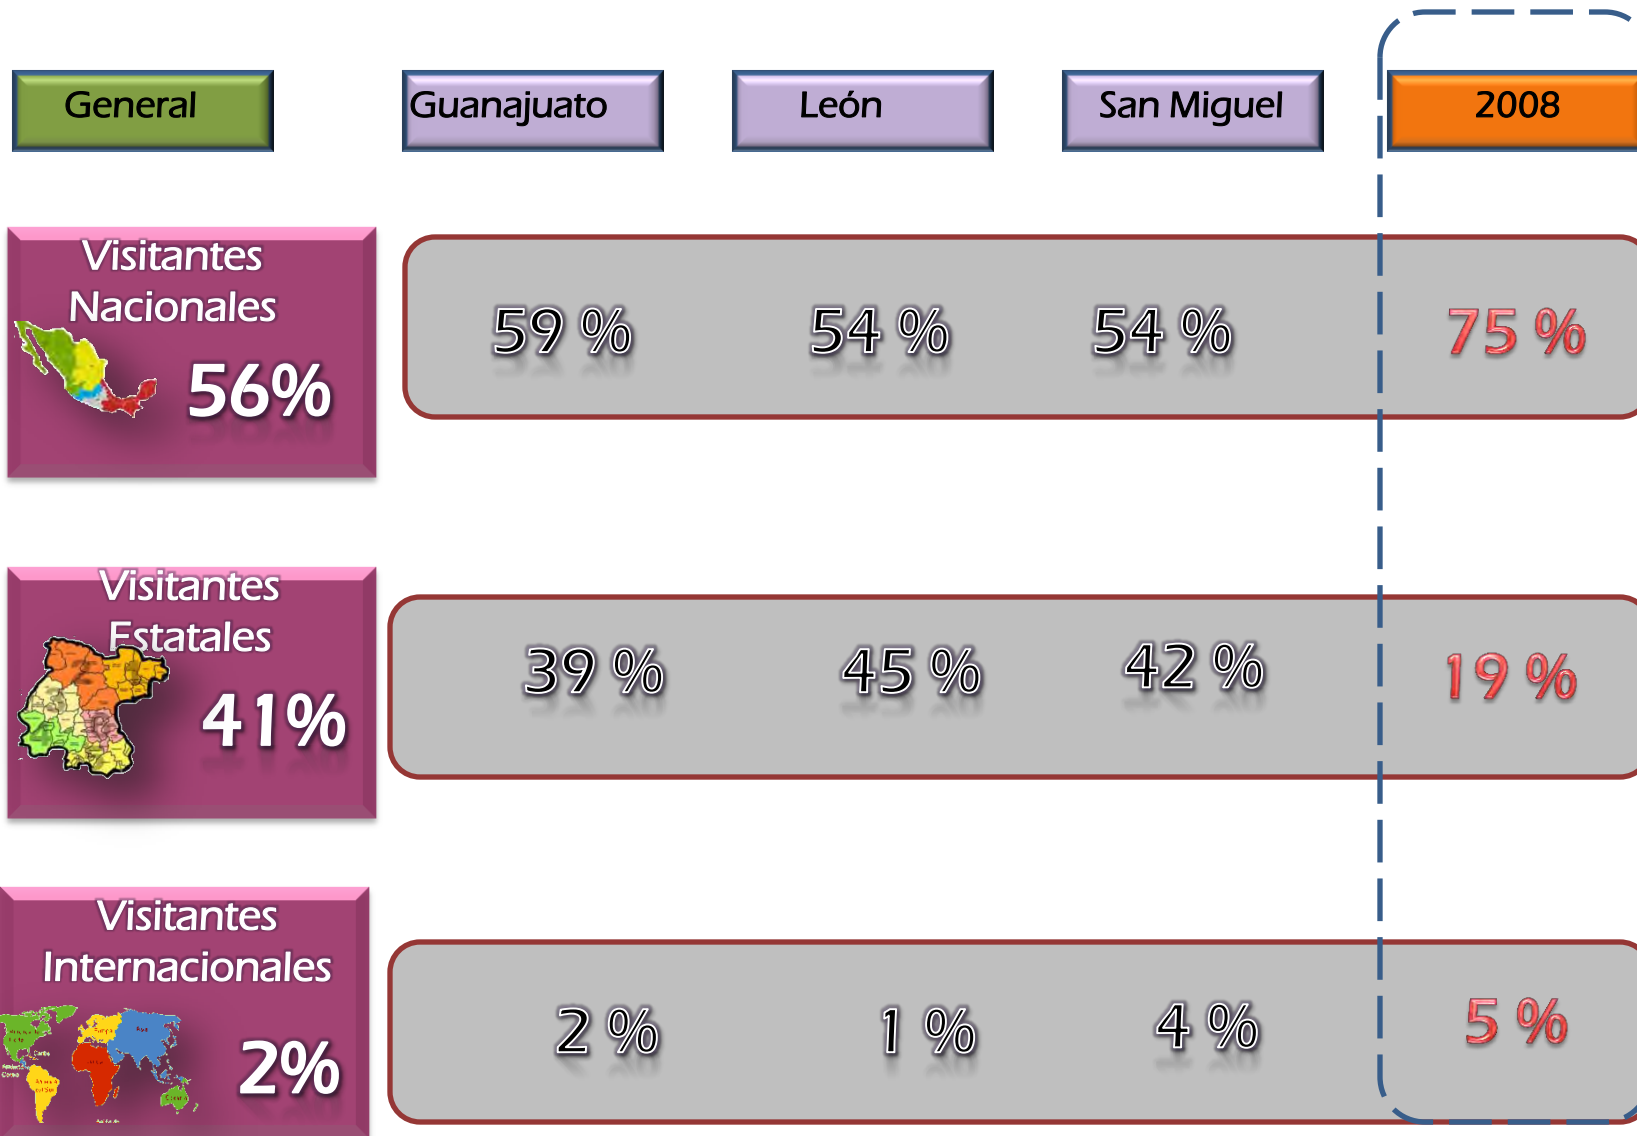 General
Guanajuato
León
San Miguel
2008
Visitantes
Nacionales
56%
59 %
54 %
54 %
75 %
Visitantes
Estatales
41%
39 %
45 %
42 %
19 %
Visitantes
Internacionales
2%
2 %
1 %
4 %
5 %